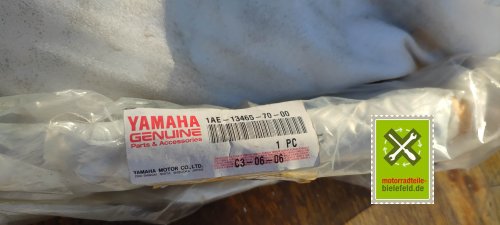 YAMAHA
GENUINE
Parts & Accessories
YAMAHA MOTOR CO., LTD.
1AE-13465-70-00
1 PC
C3-06-06
motorradteile-
bielefeld.de